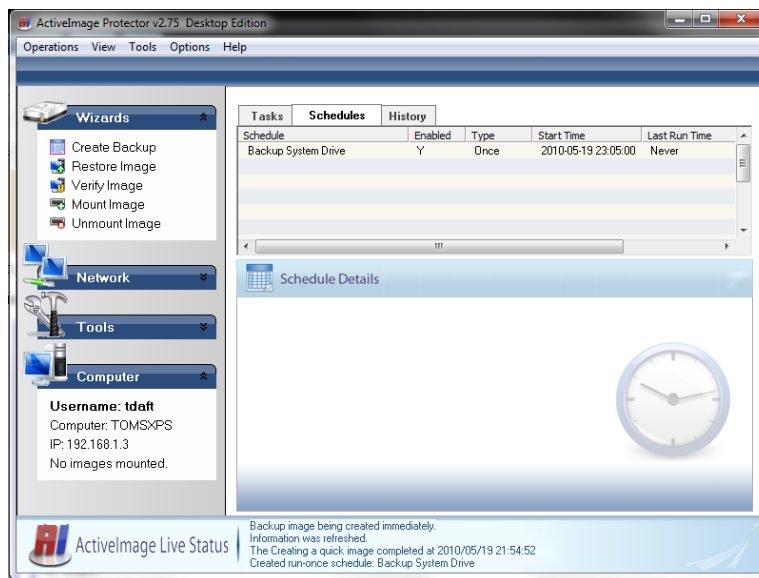 ActiveImage Protector v2.75 Desktop Edition
Operations View Tools Options Help
Wizards
Create Backup
Restore Image
Verify Image
Mount Image
Unmount Image
Network
Tools
Computer
Username: tdaft
Computer: TOMSXPS
IP: 192.168.1.3
No images mounted.
Tasks Schedules History
Schedule Enabled Type Start Time Last Run Time
Backup System Drive Y Once 2010-05-19 23:05:00 Never
Schedule Details
ActiveImage Live Status
Backup image being created immediately.
Information was refreshed.
The Creating a quick image completed at 2010/05/19 21:54:52
Created run-once schedule: Backup System Drive